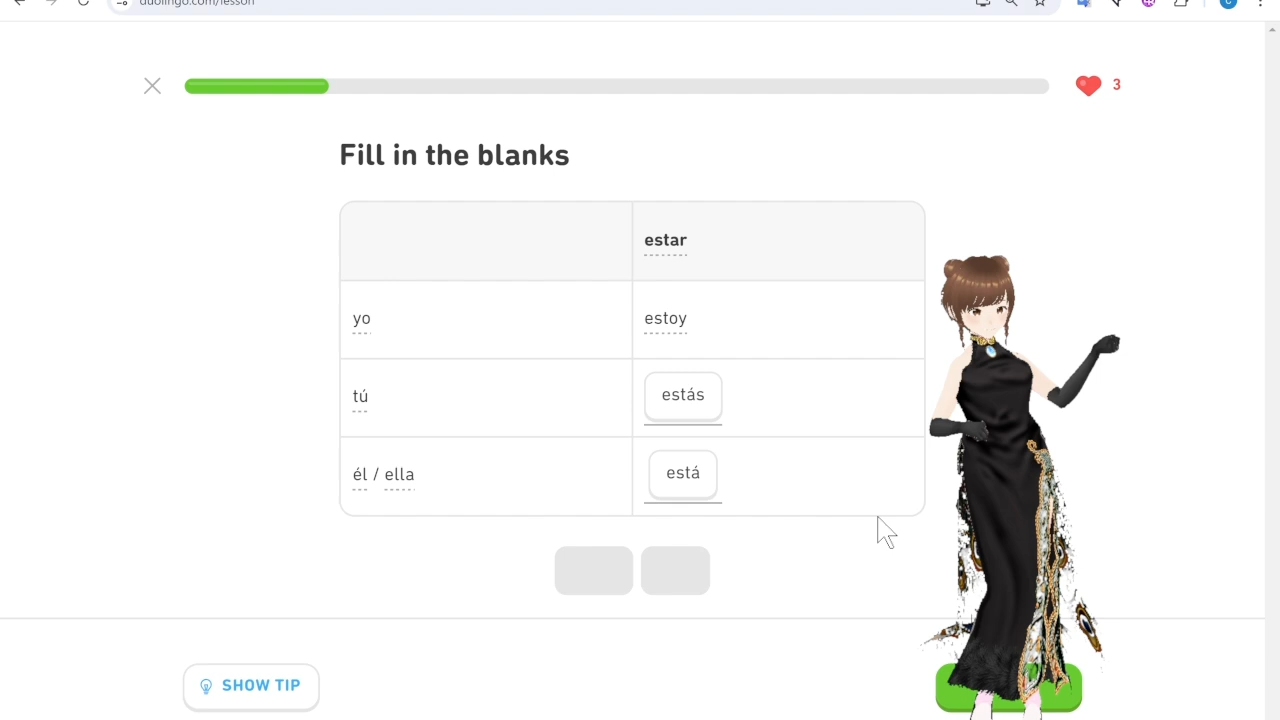 duolingo.com/lesson
3
Fill in the blanks
estar
yo estoy
tú estás
él / ella está
SHOW TIP